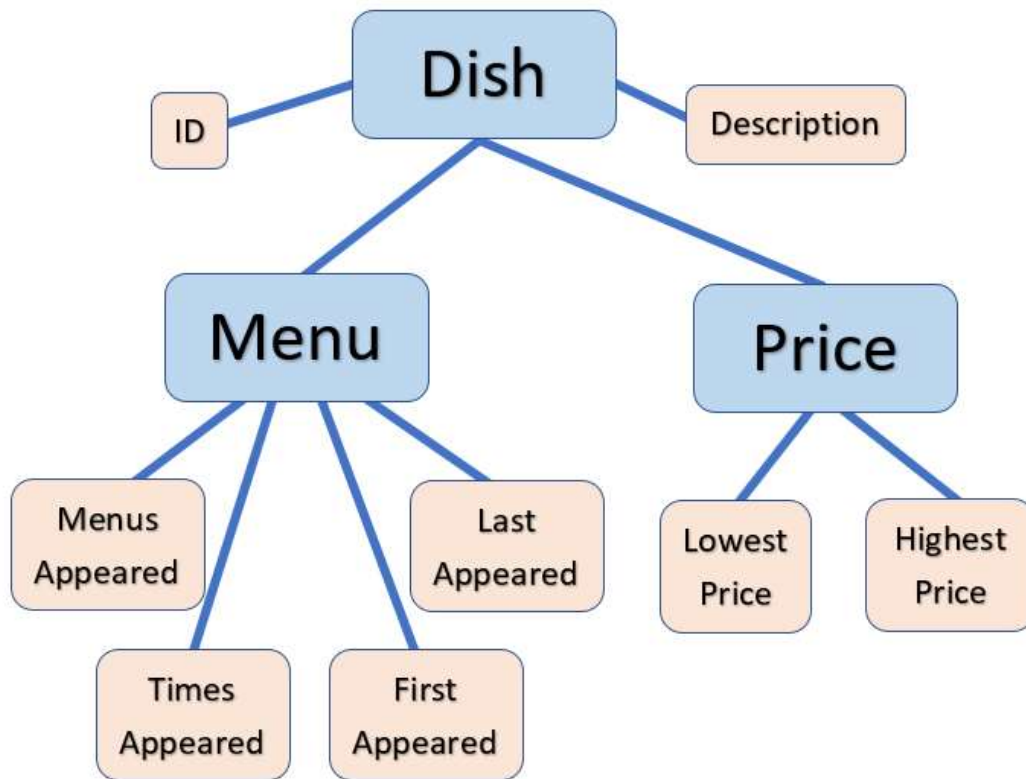 Dish
ID
Description
Menu
Price
Menus
Appeared
Last
Appeared
Lowest
Price
Highest
Price
Times
Appeared
First
Appeared